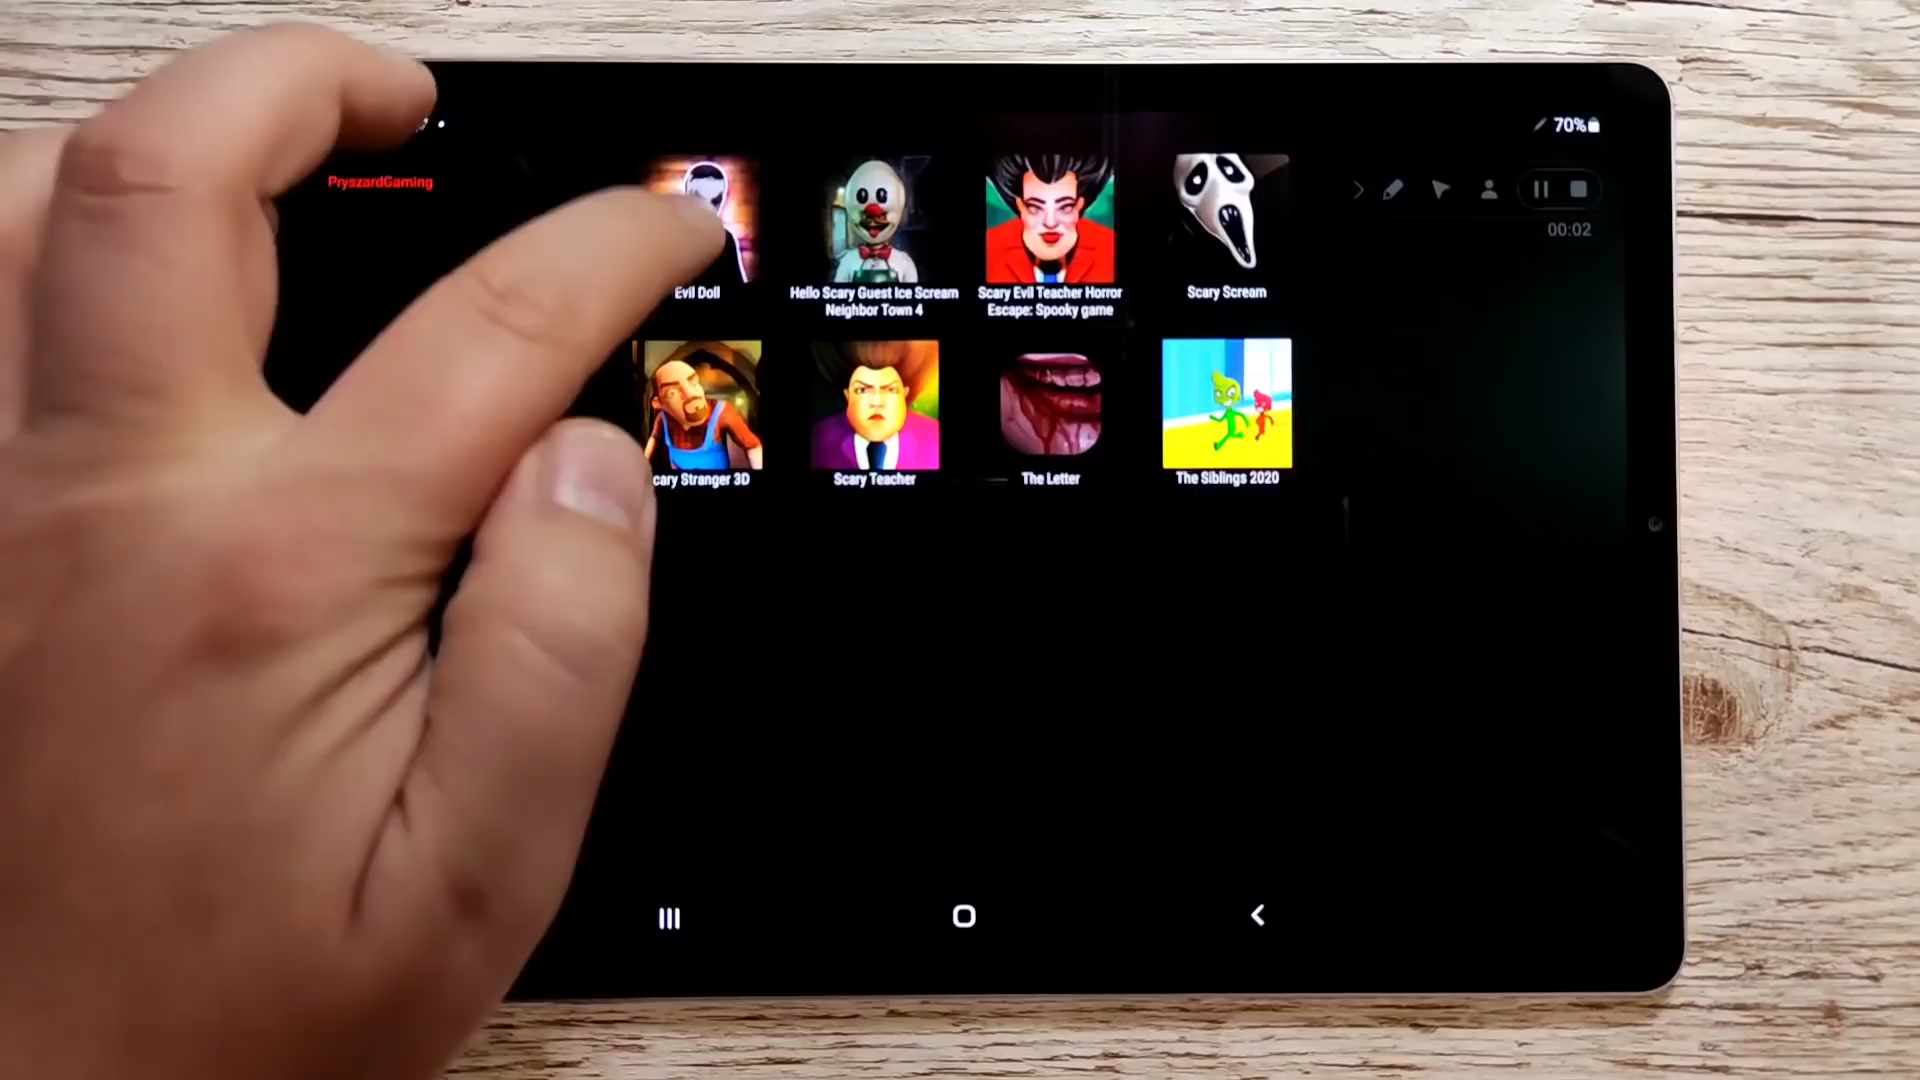 70%
PryszardGaming
00:02
Evil Doll
Hello Scary Guest Ice Scream
Neighbor Town 4
Scary Evil Teacher Horror
Escape: Spooky game
Scary Scream
cary Stranger 3D
Scary Teacher
The Letter
The Siblings 2020